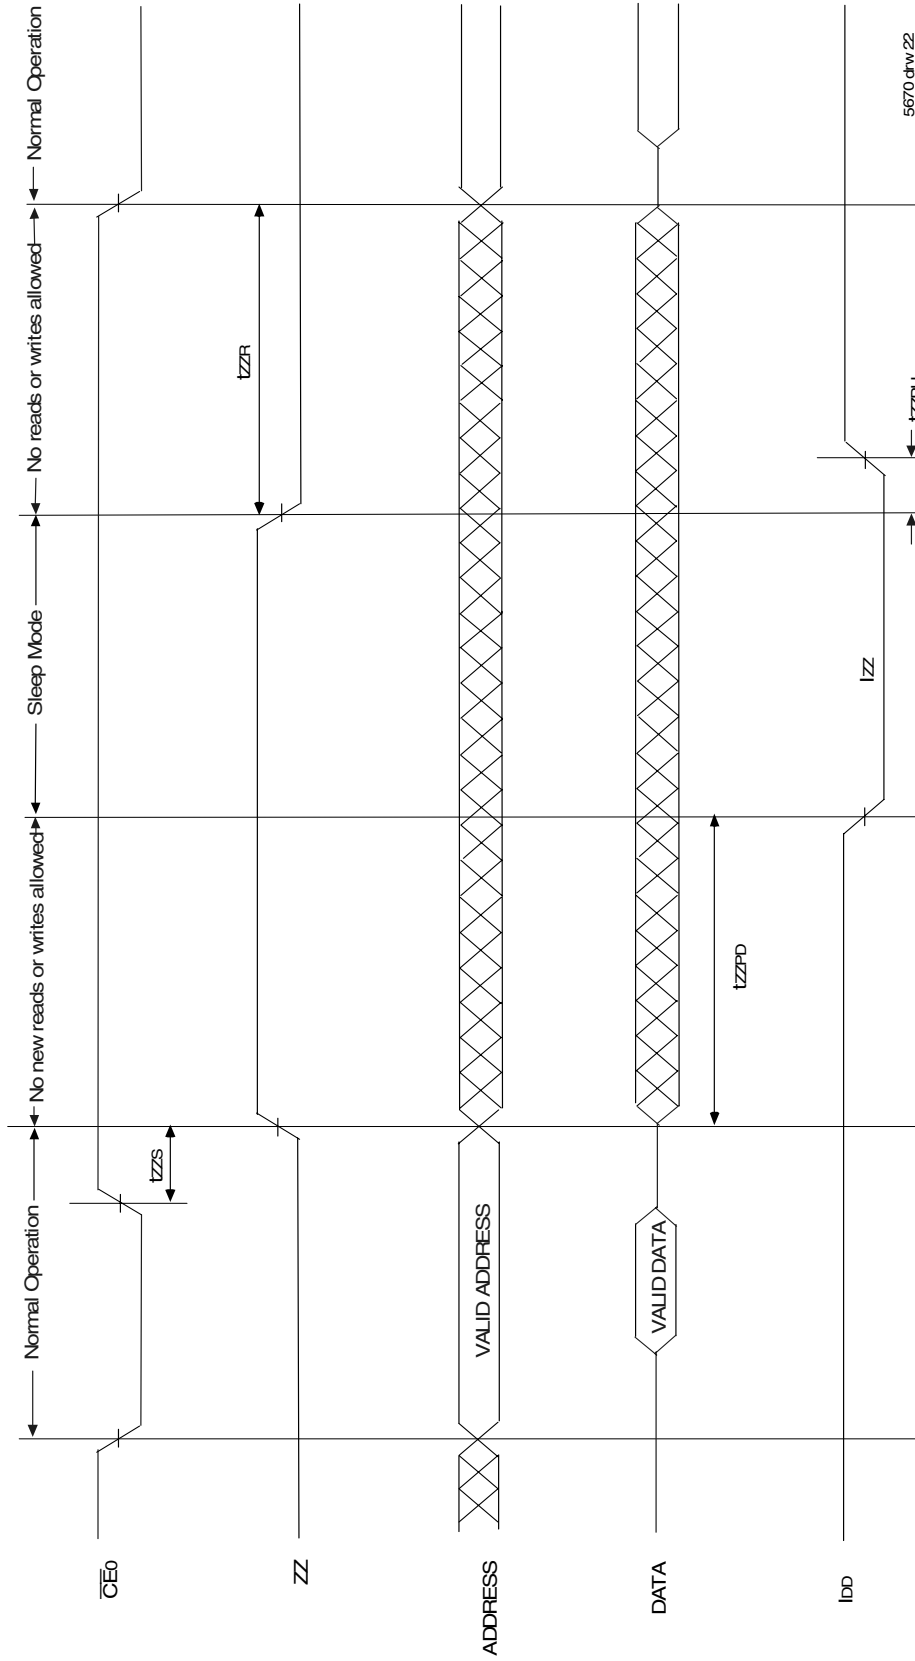 Normal Operation
No new reads or writes allowed
Sleep Mode
No reads or writes allowed
Normal Operation
CE0
tZZS
ZZ
tZZR
ADDRESS
VALID ADDRESS
DATA
VALID DATA
tZZPD
IDD
IZZ
5670 drw 22